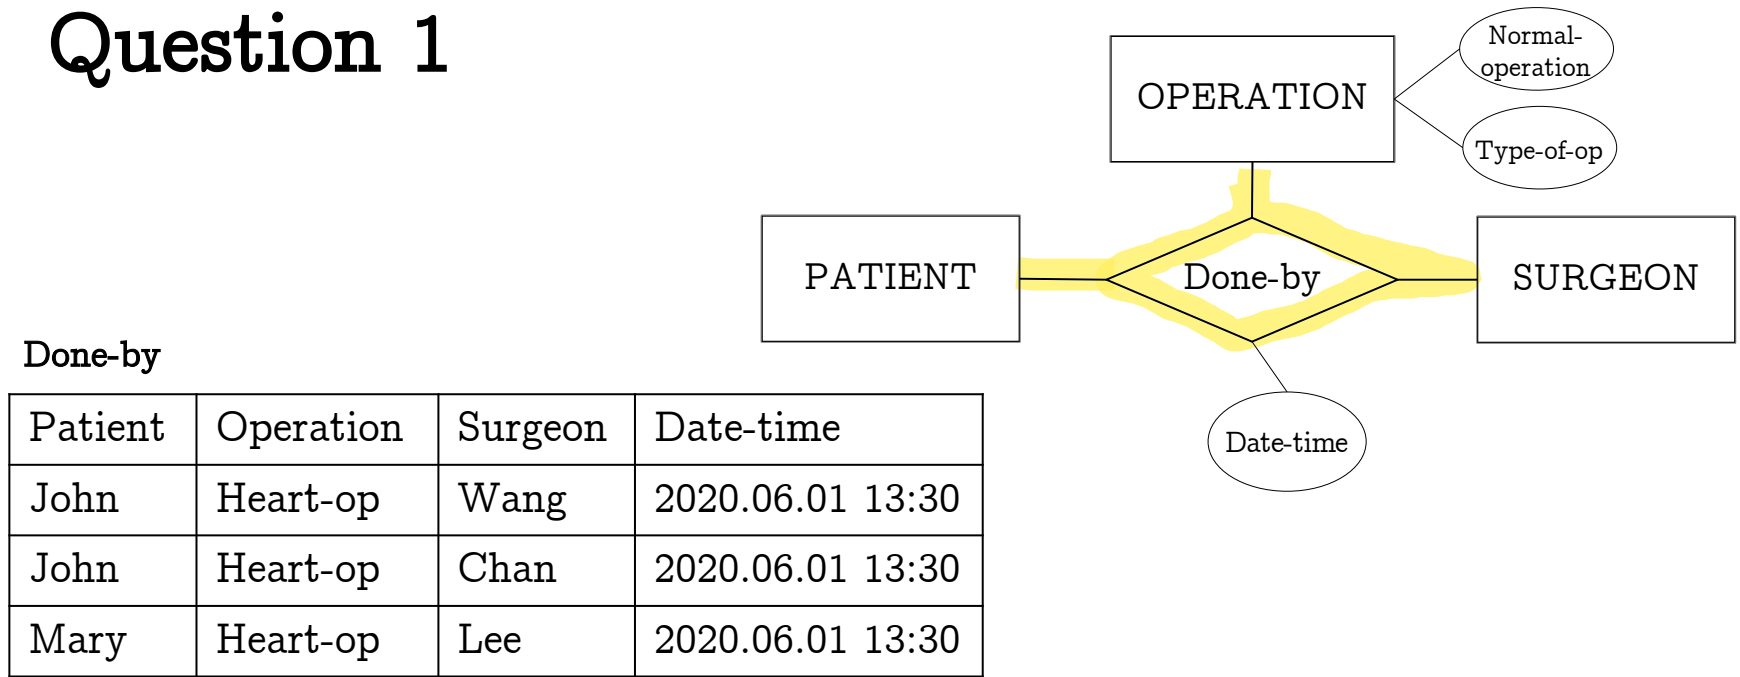 Question 1
Normal-
operation
OPERATION
Type-of-op
PATIENT
Done-by
SURGEON
Date-time
Done-by
Patient Operation Surgeon Date-time
John Heart-op Wang 2020.06.01 13:30
John Heart-op Chan 2020.06.01 13:30
Mary Heart-op Lee 2020.06.01 13:30